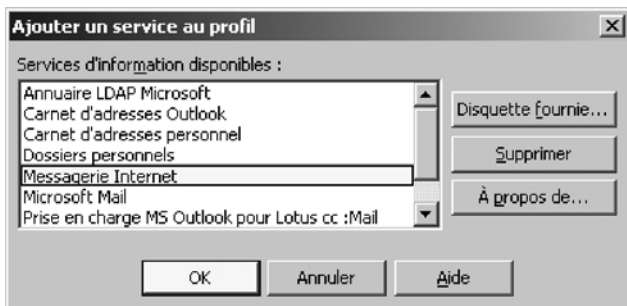 Ajouter un service au profil
Services d'information disponibles :
Annuaire LDAP Microsoft
Carnet d'adresses Outlook
Carnet d'adresses personnel
Dossiers personnels
Messagerie Internet
Microsoft Mail
Prise en charge MS Outlook pour Lotus cc :Mail
Disquette fournie...
Supprimer
À propos de...
OK
Annuler
Aide